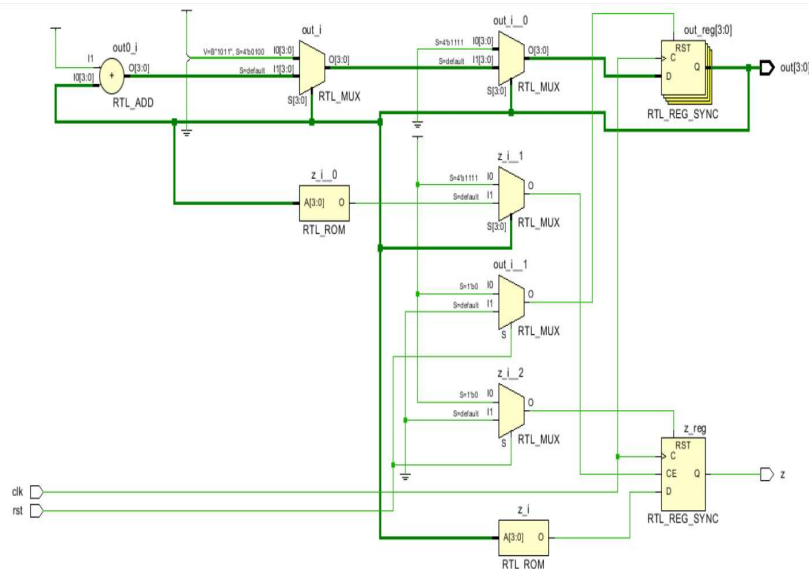 out_i
out_i__0
out_reg[3:0]
out0_i
V=B"1011", S=4'b0100 I0[3:0]
S=default I1[3:0]
O[3:0]
S[3:0]
RTL_MUX
S=4'b1111 I0[3:0]
S=default I1[3:0]
O[3:0]
S[3:0]
RTL_MUX
RST
C
D
Q
RTL_REG_SYNC
out[3:0]
I1
I0[3:0]
+
O[3:0]
RTL_ADD
z_i__0
A[3:0] O
RTL_ROM
z_i__1
S=4'b1111 I0
S=default I1
O
S[3:0]
RTL_MUX
out_i__1
S=1'b0 I0
S=default I1
O
S
RTL_MUX
z_i__2
S=1'b0 I0
S=default I1
O
S
RTL_MUX
z_reg
RST
C
CE Q
D
RTL_REG_SYNC
z
clk
rst
z_i
A[3:0] O
RTL_ROM